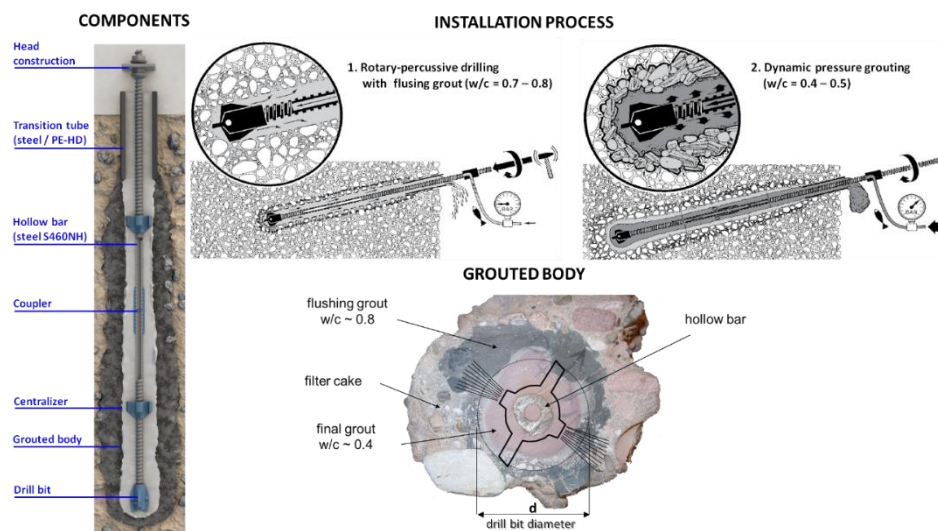 COMPONENTS
Head
construction
Transition tube
(steel / PE-HD)
Hollow bar
(steel S460NH)
Coupler
Centralizer
Grouted body
Drill bit
INSTALLATION PROCESS
1. Rotary-percussive drilling
with flusing grout (w/c = 0.7 – 0.8)
BAR
2. Dynamic pressure grouting
(w/c = 0.4 – 0.5)
BAR
GROUTED BODY
flushing grout
w/c ~ 0.8
hollow bar
filter cake
final grout
w/c ~ 0.4
d
drill bit diameter